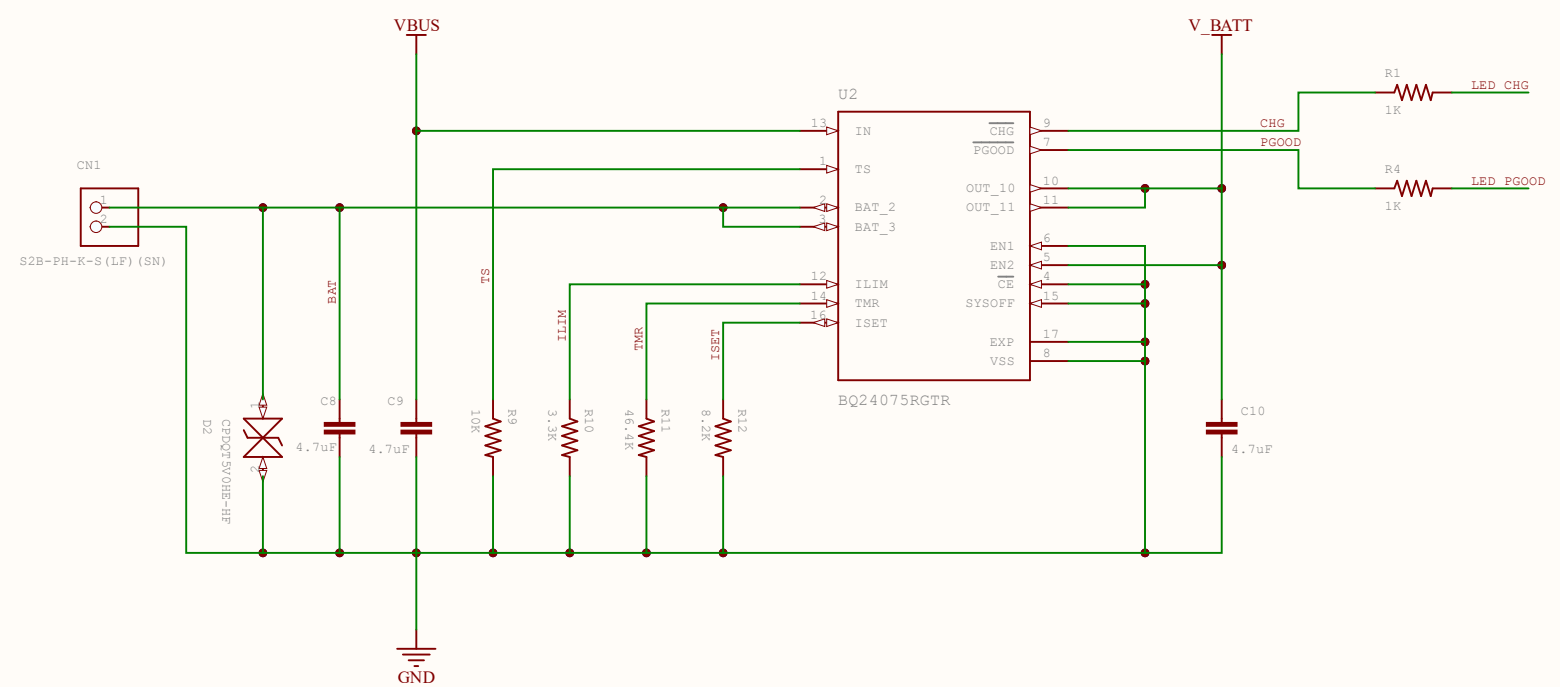 VBUS
V_BATT
R1
LED CHG
1K
U2
13
IN
CHG
9
CHG
PGOOD
7
PGOOD
1
TS
CN1
R4
LED PGOOD
1K
1
2
2
BAT_2
3
BAT_3
OUT_10
10
OUT_11
11
S2B-PH-K-S(LF)(SN)
EN1
6
EN2
5
CE
4
SYSOFF
15
EXP
17
VSS
8
12
ILIM
14
TMR
16
ISET
BAT
TS
ILIM
TMR
ISET
BQ24075RGTR
1
2
D2
CPDQT5V0HE-HF
C8
4.7uF
C9
4.7uF
R9
10K
R10
3.3K
R11
46.4K
R12
8.2K
C10
4.7uF
GND